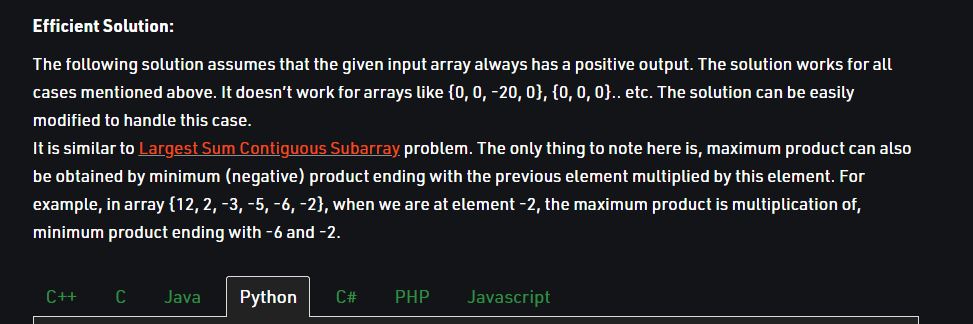 Efficient Solution:
The following solution assumes that the given input array always has a positive output. The solution works for all
cases mentioned above. It doesn’t work for arrays like {0, 0, -20, 0}, {0, 0, 0}.. etc. The solution can be easily
modified to handle this case.
It is similar to Largest Sum Contiguous Subarray problem. The only thing to note here is, maximum product can also
be obtained by minimum (negative) product ending with the previous element multiplied by this element. For
example, in array {12, 2, -3, -5, -6, -2}, when we are at element -2, the maximum product is multiplication of,
minimum product ending with -6 and -2.
C++ C Java Python C# PHP Javascript